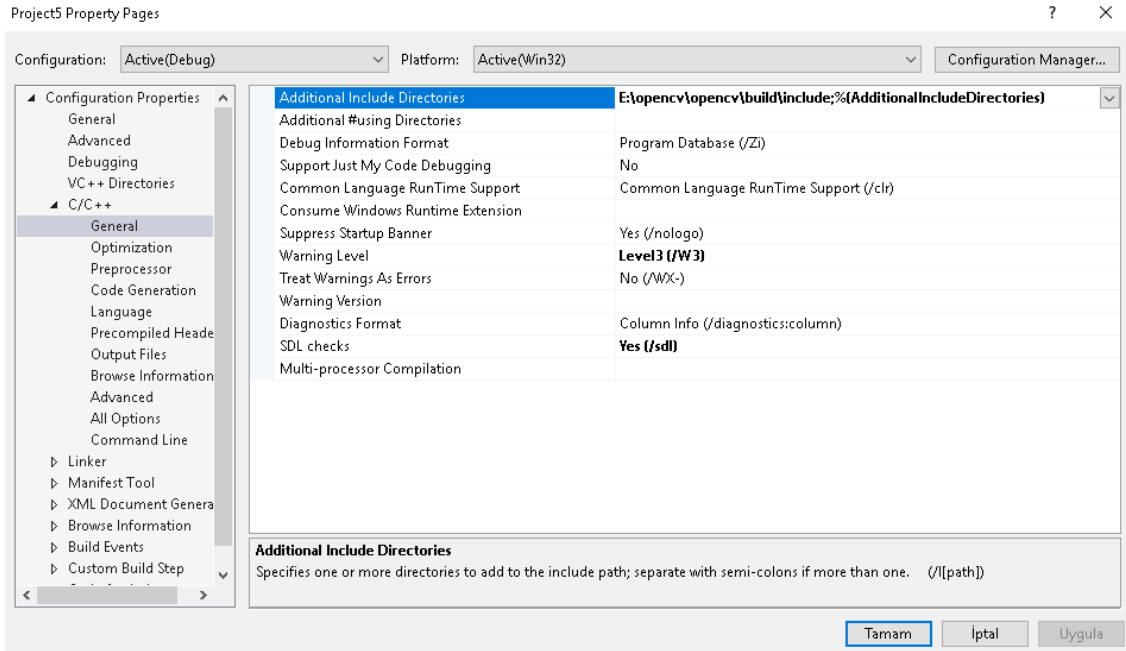 Project5 Property Pages
?
Configuration: Active(Debug) Platform: Active(Win32) Configuration Manager...
Configuration Properties
General
Advanced
Debugging
VC++ Directories
C/C++
General
Optimization
Preprocessor
Code Generation
Language
Precompiled Heade
Output Files
Browse Information
Advanced
All Options
Command Line
Linker
Manifest Tool
XML Document Genera
Browse Information
Build Events
Custom Build Step
Additional Include Directories E:\opencv\opencv\build\include;%(AdditionalIncludeDirectories)
Additional #using Directories
Debug Information Format Program Database (/Zi)
Support Just My Code Debugging No
Common Language RunTime Support Common Language RunTime Support (/clr)
Consume Windows Runtime Extension
Suppress Startup Banner Yes (/nologo)
Warning Level Level3 (/W3)
Treat Warnings As Errors No (/WX-)
Warning Version
Diagnostics Format Column Info (/diagnostics:column)
SDL checks Yes (/sdl)
Multi-processor Compilation
Additional Include Directories
Specifies one or more directories to add to the include path; separate with semi-colons if more than one. (/I[path])
Tamam İptal Uygula